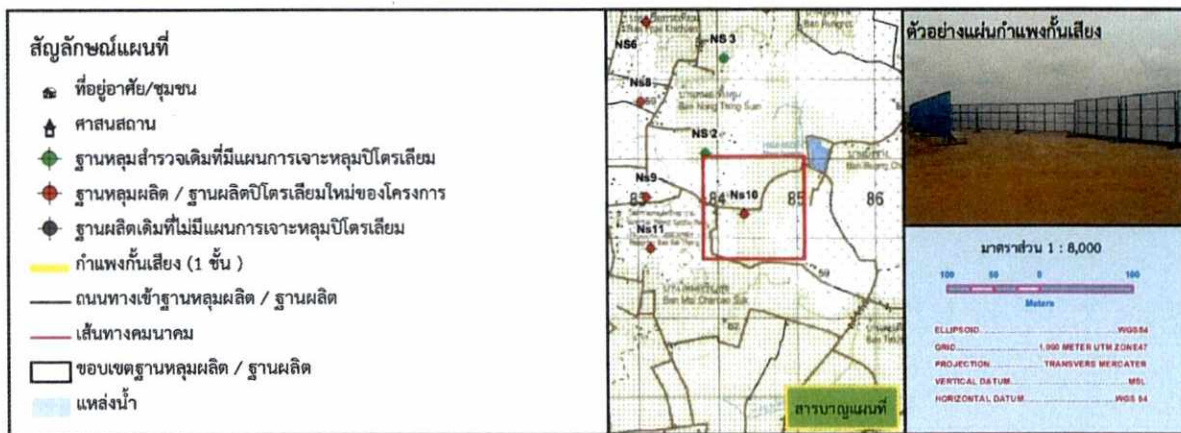 สัญลักษณ์แผนที่
ที่อยู่อาศัย/ชุมชน
ศาสนสถาน
ฐานหลุมสำรวจเดิมที่มีแผนการเจาะหลุมปิโตรเลียม
ฐานหลุมผลิต / ฐานผลิตปิโตรเลียมใหม่ของโครงการ
ฐานผลิตเดิมที่ไม่มีแผนการเจาะหลุมปิโตรเลียม
กำแพงกั้นเสียง (1 ชั้น )
ถนนทางเข้าฐานหลุมผลิต / ฐานผลิต
เส้นทางคมนาคม
ขอบเขตฐานหลุมผลิต / ฐานผลิต
แหล่งน้ำ
NS 3
NS6
Ns8
59
Ban Nong Thing Sum
NS 2
Ns9
83
84
85
86
Ns10
Ns11
59
Ban Mai Charoen Suk
62
สารบาญแผนที่
ตัวอย่างแผ่นกำแพงกั้นเสียง
มาตราส่วน 1 : 8,000
100 50 0 100
Meters
ELLIPSOID WGS 84
GRID 1,000 METER UTM ZONE47
PROJECTION TRANSVERS MERCATER
VERTICAL DATUM MSL
HORIZONTAL DATUM WGS 84